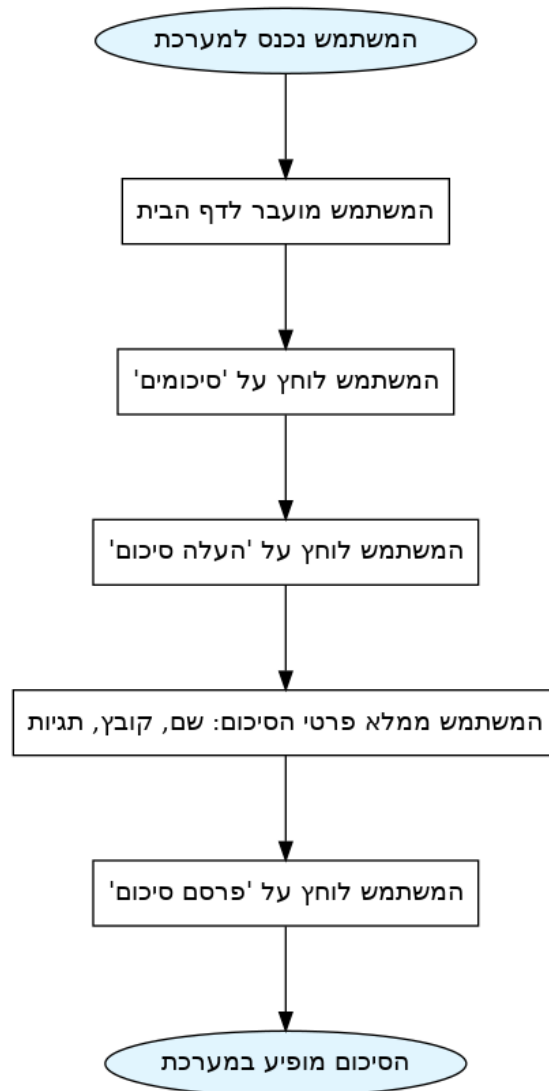 המשתמש נכנס למערכת
המשתמש מועבר לדף הבית
המשתמש לוחץ על 'סיכומים'
המשתמש לוחץ על 'העלה סיכום'
המשתמש ממלא פרטי הסיכום: שם, קובץ, תגיות
המשתמש לוחץ על 'פרסם סיכום'
הסיכום מופיע במערכת